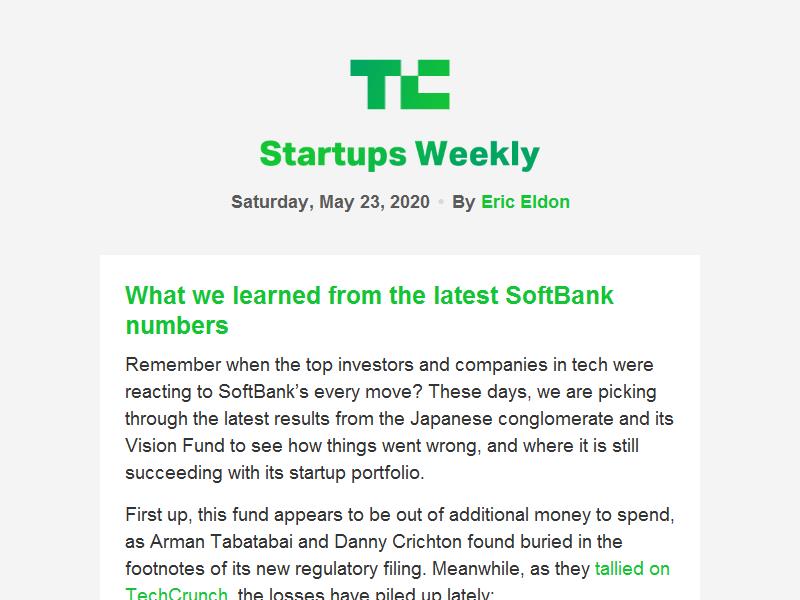 TC
Startups Weekly
Saturday, May 23, 2020 • By Eric Eldon
What we learned from the latest SoftBank
numbers
Remember when the top investors and companies in tech were
reacting to SoftBank’s every move? These days, we are picking
through the latest results from the Japanese conglomerate and its
Vision Fund to see how things went wrong, and where it is still
succeeding with its startup portfolio.
First up, this fund appears to be out of additional money to spend,
as Arman Tabatabai and Danny Crichton found buried in the
footnotes of its new regulatory filing. Meanwhile, as they tallied on
TechCrunch, the losses have piled up lately: